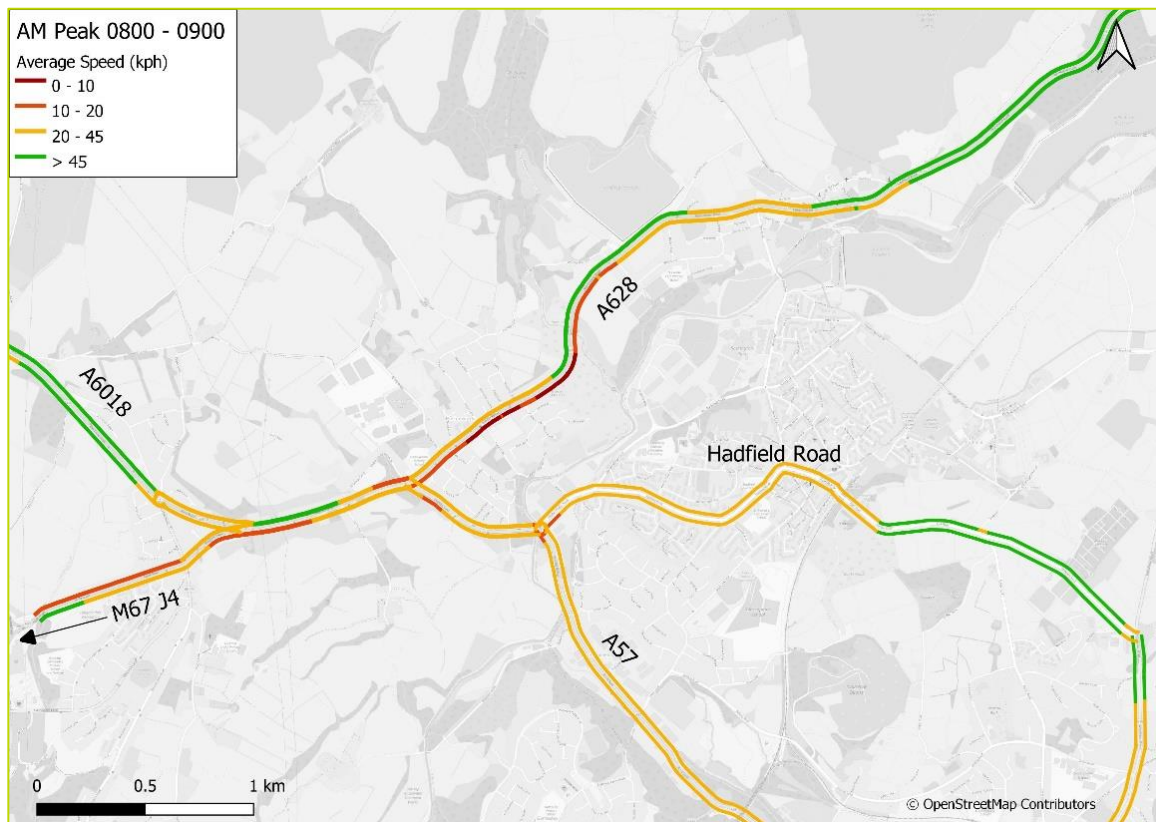 AM Peak 0800 - 0900
Average Speed (kph)
0 - 10
10 - 20
20 - 45
> 45
A628
A6018
Hadfield Road
M67 J4
A57
0 0.5 1 km
© OpenStreetMap Contributors